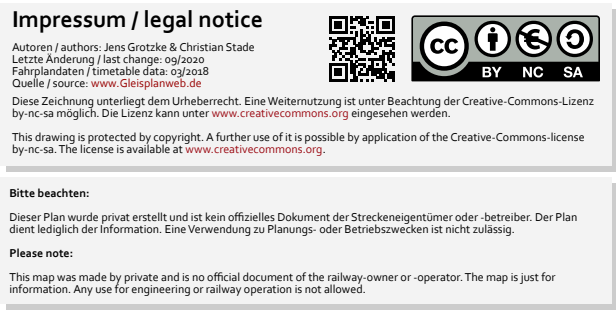 Impressum / legal notice
Autoren / authors: Jens Grotzke & Christian Stade
Letzte Änderung / last change: 09/2020
Fahrplandaten / timetable data: 03/2018
Quelle / source: www.Gleisplanweb.de
cc
BY NC SA
Diese Zeichnung unterliegt dem Urheberrecht. Eine Weiternutzung ist unter Beachtung der Creative-Commons-Lizenz
by-nc-sa möglich. Die Lizenz kann unter www.creativecommons.org eingesehen werden.
This drawing is protected by copyright. A further use of it is possible by application of the Creative-Commons-license
by-nc-sa. The license is available at www.creativecommons.org.
Bitte beachten:
Dieser Plan wurde privat erstellt und ist kein offizielles Dokument der Streckeneigentümer oder -betreiber. Der Plan
dient lediglich der Information. Eine Verwendung zu Planungs- oder Betriebszwecken ist nicht zulässig.
Please note:
This map was made by private and is no official document of the railway-owner or -operator. The map is just for
information. Any use for engineering or railway operation is not allowed.